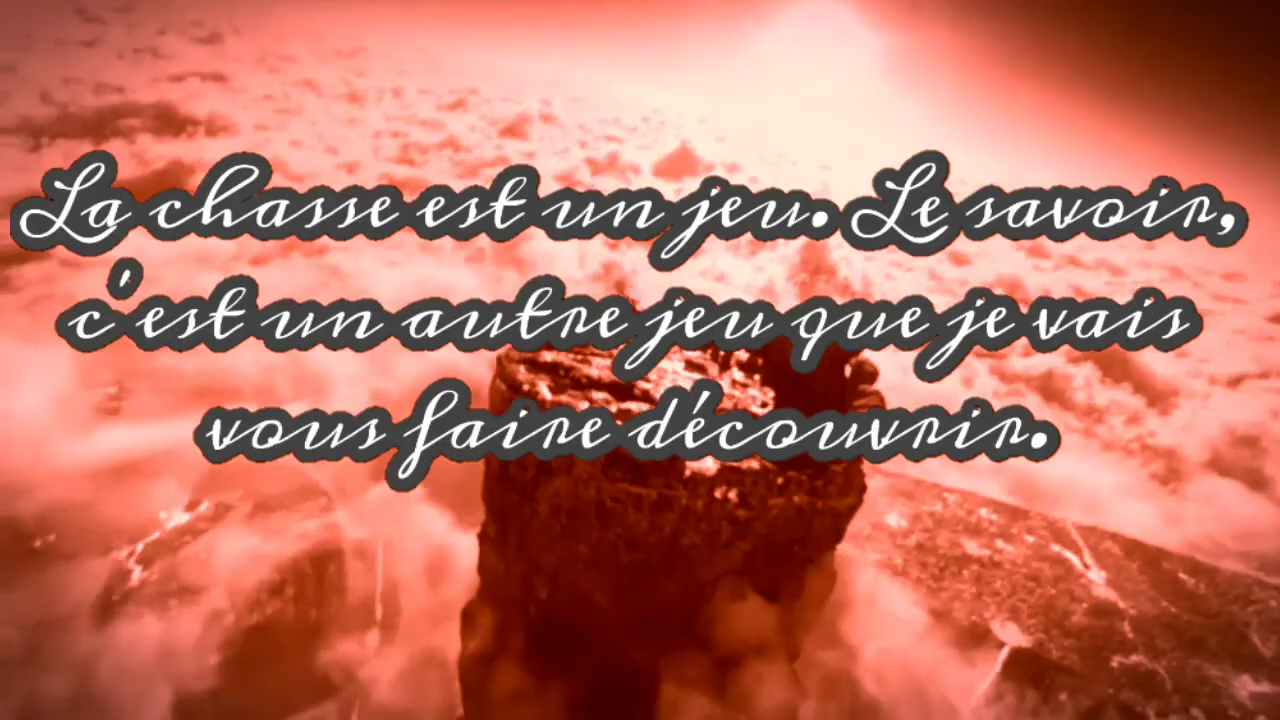 La chasse est un jeu. Le savoir,
c'est un autre jeu que je vais
vous faire découvrir.